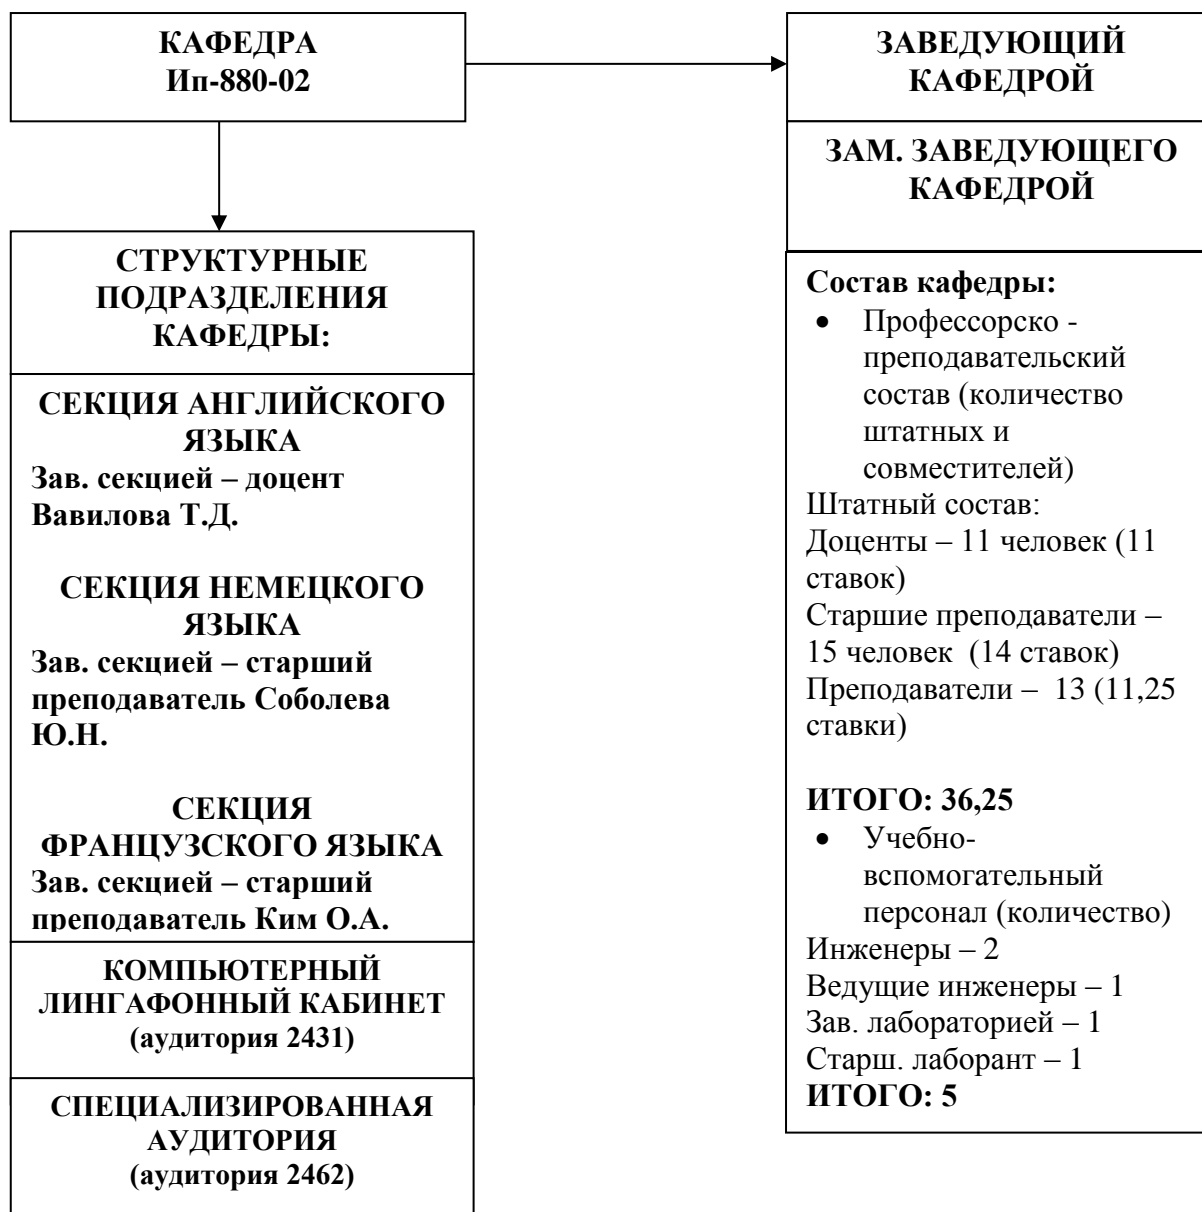 КАФЕДРА
Ип-880-02
ЗАВЕДУЮЩИЙ
КАФЕДРОЙ
ЗАМ. ЗАВЕДУЮЩЕГО
КАФЕДРОЙ
СТРУКТУРНЫЕ
ПОДРАЗДЕЛЕНИЯ
КАФЕДРЫ:
СЕКЦИЯ АНГЛИЙСКОГО
ЯЗЫКА
Зав. секцией – доцент
Вавилова Т.Д.
СЕКЦИЯ НЕМЕЦКОГО
ЯЗЫКА
Зав. секцией – старший
преподаватель Соболева
Ю.Н.
СЕКЦИЯ
ФРАНЦУЗСКОГО ЯЗЫКА
Зав. секцией – старший
преподаватель Ким О.А.
КОМПЬЮТЕРНЫЙ
ЛИНГАФОННЫЙ КАБИНЕТ
(аудитория 2431)
СПЕЦИАЛИЗИРОВАННАЯ
АУДИТОРИЯ
(аудитория 2462)
Состав кафедры:
• Профессорско -
преподавательский
состав (количество
штатных и
совместителей)
Штатный состав:
Доценты – 11 человек (11
ставок)
Старшие преподаватели –
15 человек (14 ставок)
Преподаватели – 13 (11,25
ставки)
ИТОГО: 36,25
• Учебно-
вспомогательный
персонал (количество)
Инженеры – 2
Ведущие инженеры – 1
Зав. лабораторией – 1
Старш. лаборант – 1
ИТОГО: 5